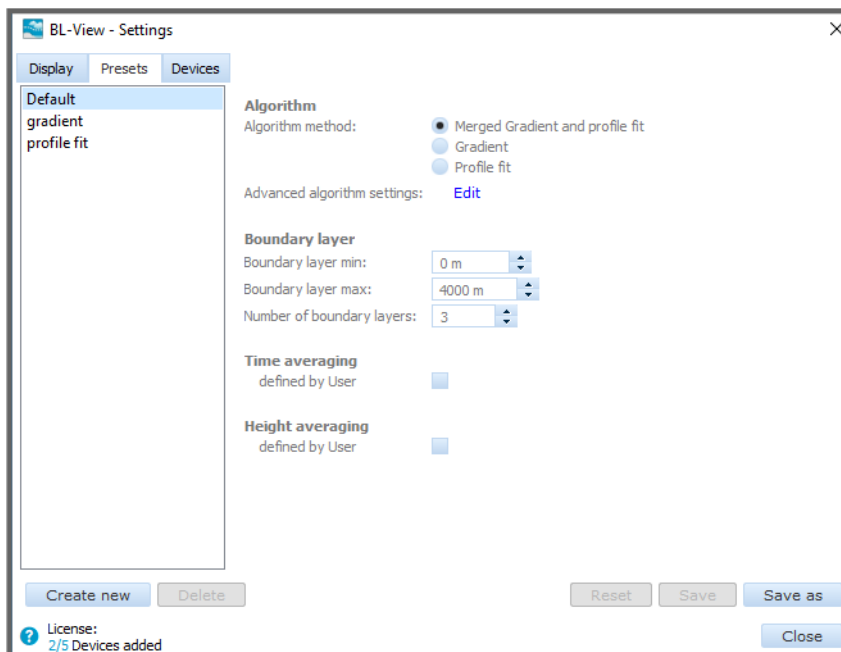 BL-View - Settings
Display Presets Devices
Default
gradient
profile fit
Algorithm
Algorithm method: Merged Gradient and profile fit
Gradient
Profile fit
Advanced algorithm settings: Edit
Boundary layer
Boundary layer min: 0 m
Boundary layer max: 4000 m
Number of boundary layers: 3
Time averaging
defined by User
Height averaging
defined by User
Create new Delete Reset Save Save as
License:
2/5 Devices added
Close